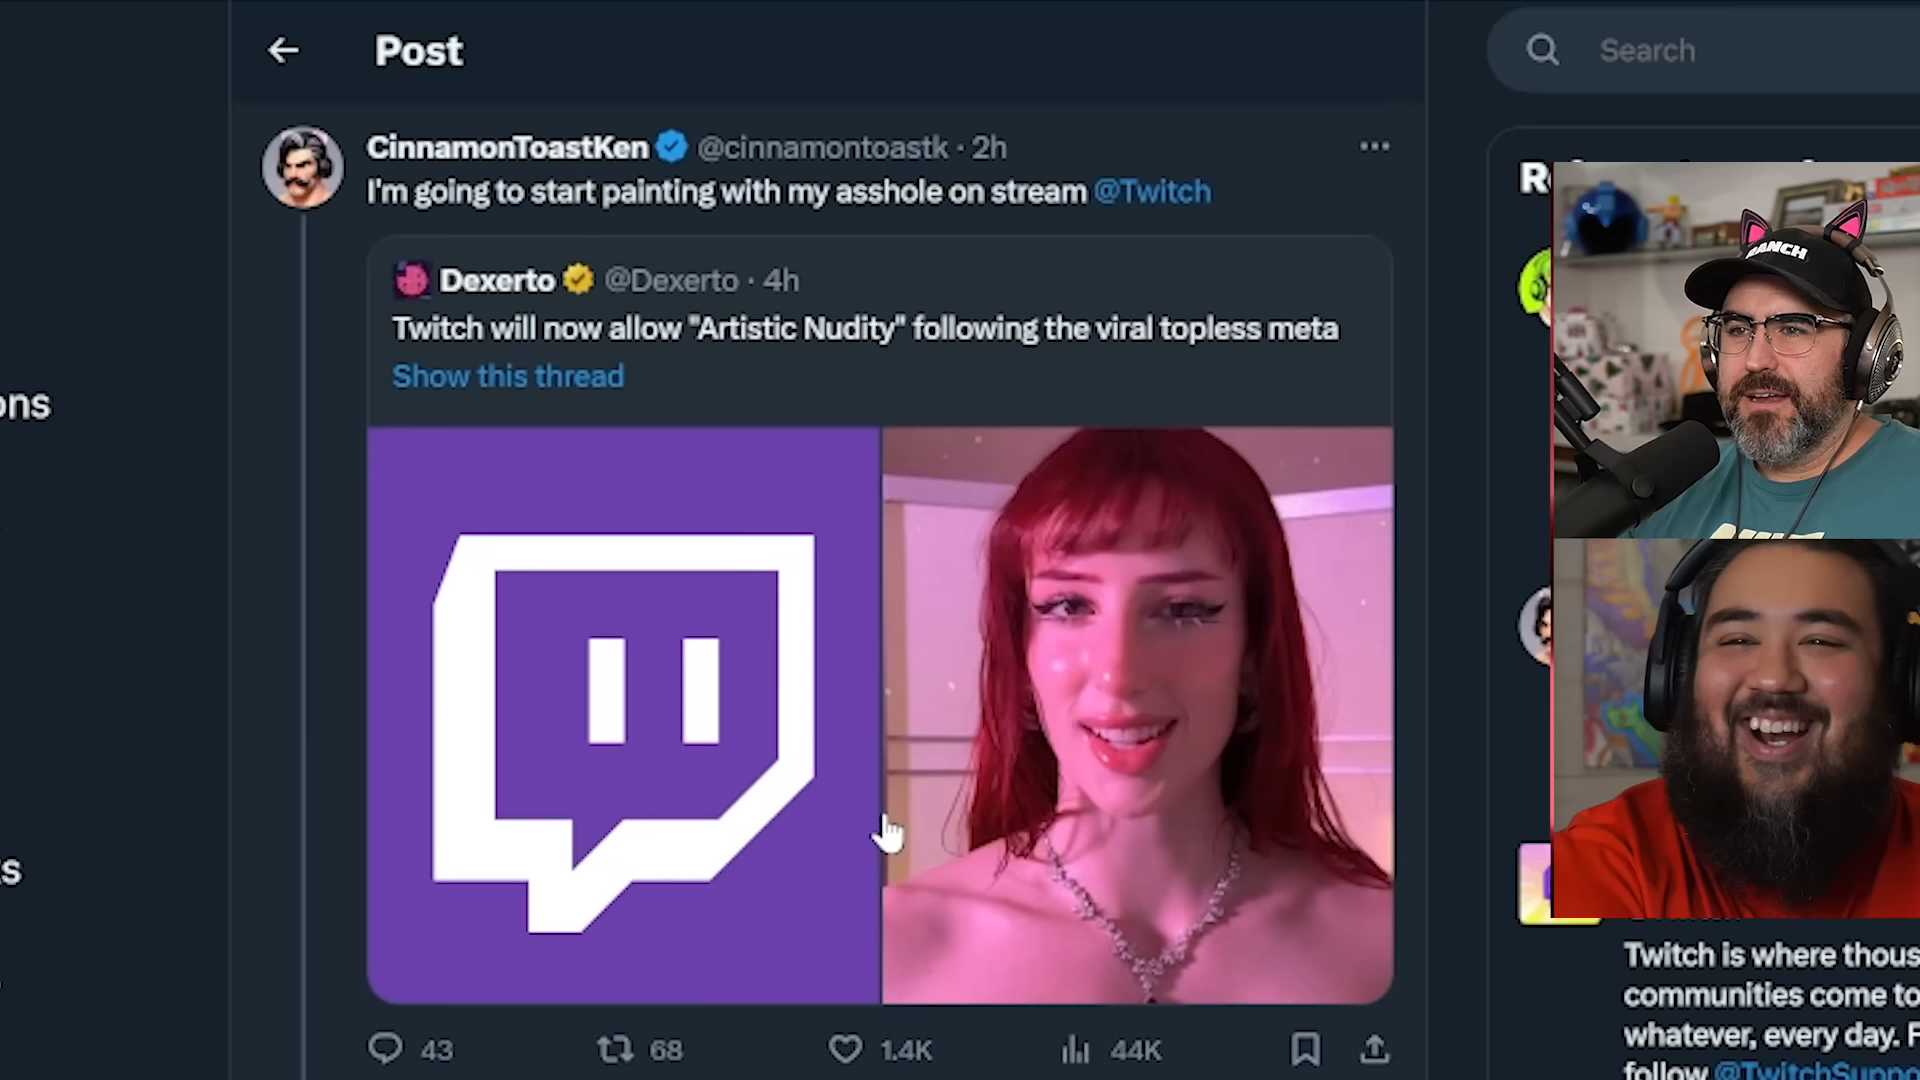 Post
Search
CinnamonToastKen @cinnamontoastk · 2h
I'm going to start painting with my asshole on stream @Twitch
Dexerto @Dexerto · 4h
Twitch will now allow "Artistic Nudity" following the viral topless meta
Show this thread
ons
RANCH
43 68 1.4K 44K
Twitch is where thous
communities come to
whatever, every day. F
follow @TwitchSuppo